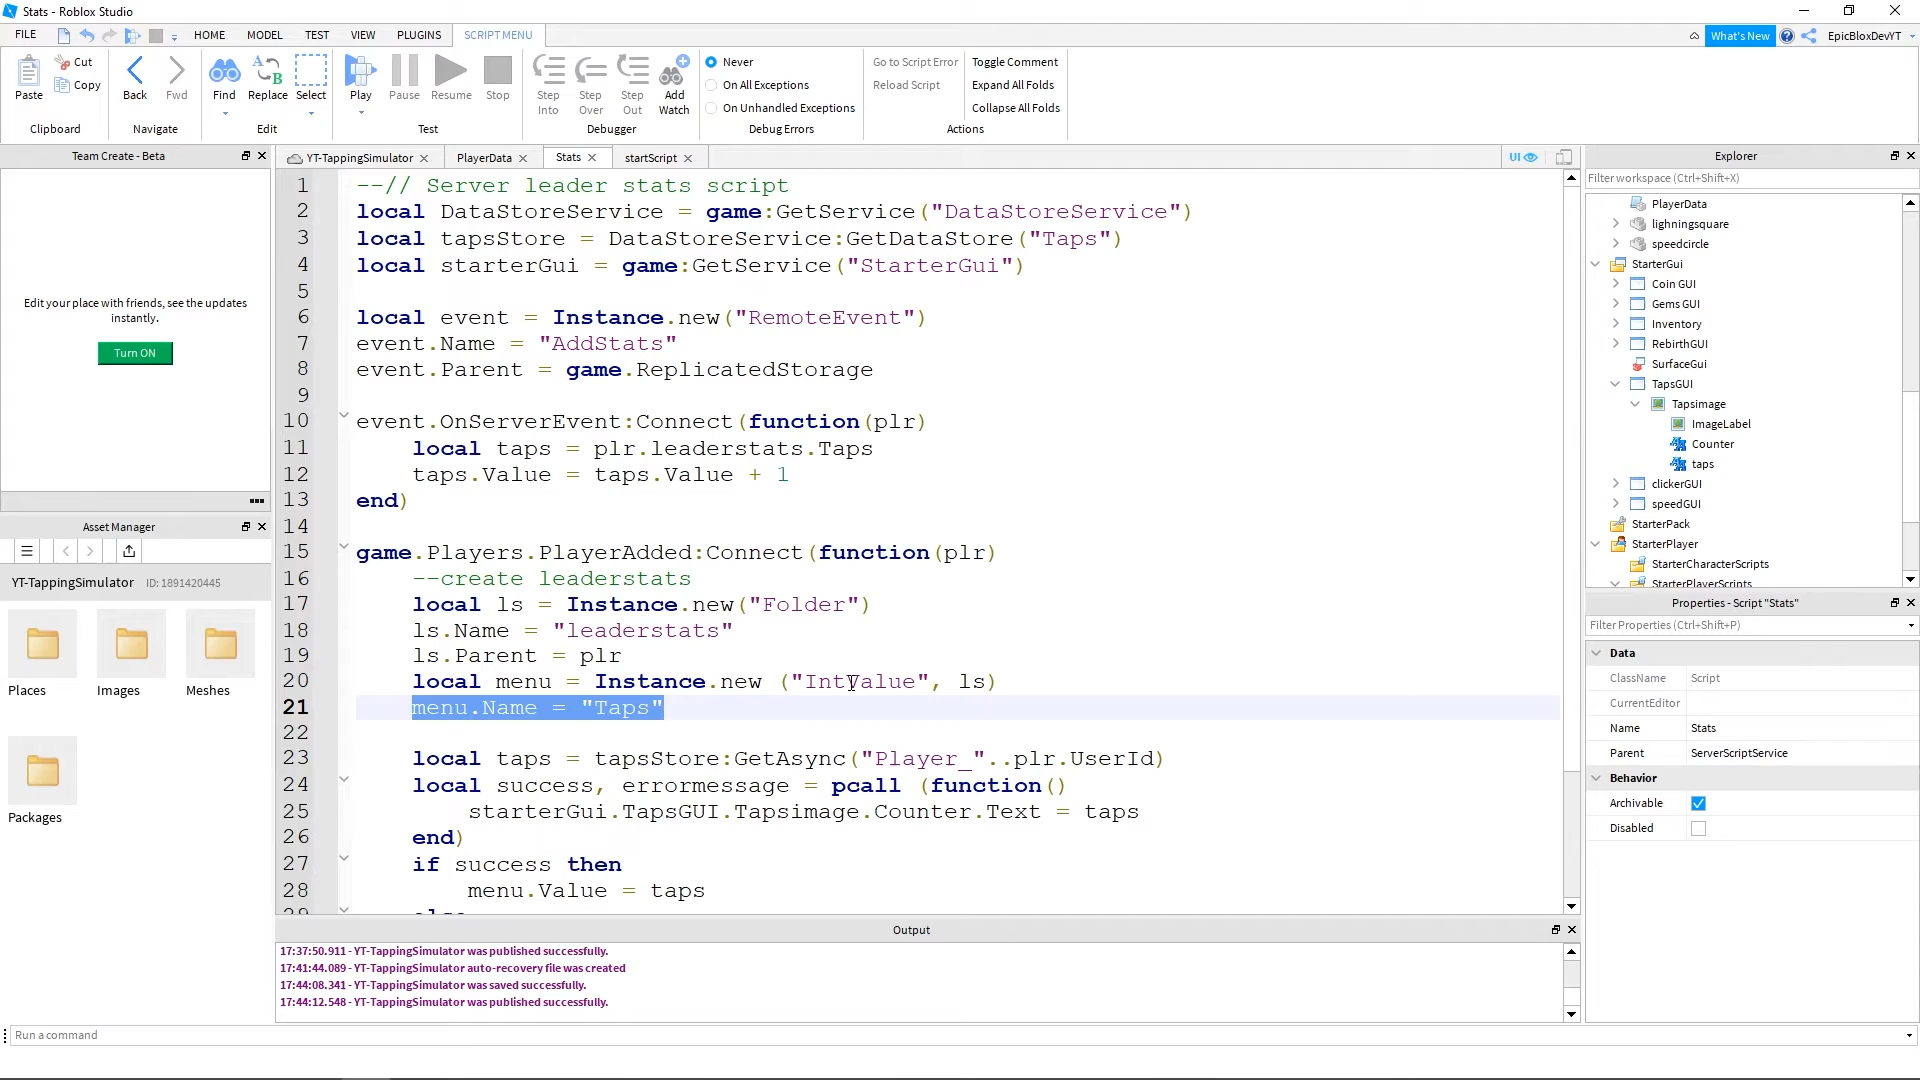 Stats - Roblox Studio
FILE HOME MODEL TEST VIEW PLUGINS SCRIPT MENU What's New EpicBloxDevYT
Cut
Copy
Paste
Clipboard
Back Fwd
Navigate
Find Replace Select
Edit
Play Pause Resume Stop
Test
Step Into
Step Over
Step Out
Add Watch
Debugger
Never
On All Exceptions
On Unhandled Exceptions
Debug Errors
Go to Script Error
Reload Script
Toggle Comment
Expand All Folds
Collapse All Folds
Actions
Team Create - Beta
Edit your place with friends, see the updates
instantly.
Turn ON
Asset Manager
YT-TappingSimulator ID: 1891420445
Places Images Meshes
Packages
YT-TappingSimulator PlayerData Stats startScript UI
1 --// Server leader stats script
2 local DataStoreService = game:GetService("DataStoreService")
3 local tapsStore = DataStoreService:GetDataStore("Taps")
4 local starterGui = game:GetService("StarterGui")
5
6 local event = Instance.new("RemoteEvent")
7 event.Name = "AddStats"
8 event.Parent = game.ReplicatedStorage
9
10 event.OnServerEvent:Connect(function(plr)
11 local taps = plr.leaderstats.Taps
12 taps.Value = taps.Value + 1
13 end)
14
15 game.Players.PlayerAdded:Connect(function(plr)
16 --create leaderstats
17 local ls = Instance.new("Folder")
18 ls.Name = "leaderstats"
19 ls.Parent = plr
20 local menu = Instance.new ("IntValue", ls)
21 menu.Name = "Taps"
22
23 local taps = tapsStore:GetAsync("Player_"..plr.UserId)
24 local success, errormessage = pcall (function()
25 starterGui.TapsGUI.Tapsimage.Counter.Text = taps
26 end)
27 if success then
28 menu.Value = taps
29 else
Output
17:37:50.911 - YT-TappingSimulator was published successfully.
17:41:44.089 - YT-TappingSimulator auto-recovery file was created
17:44:08.341 - YT-TappingSimulator was saved successfully.
17:44:12.548 - YT-TappingSimulator was published successfully.
Run a command
Explorer
Filter workspace (Ctrl+Shift+X)
PlayerData
lighningsquare
speedcircle
StarterGui
Coin GUI
Gems GUI
Inventory
RebirthGUI
SurfaceGui
TapsGUI
Tapsimage
ImageLabel
Counter
taps
clickerGUI
speedGUI
StarterPack
StarterPlayer
StarterCharacterScripts
StarterPlayerScripts
Properties - Script "Stats"
Filter Properties (Ctrl+Shift+P)
Data
ClassName Script
CurrentEditor
Name Stats
Parent ServerScriptService
Behavior
Archivable
Disabled